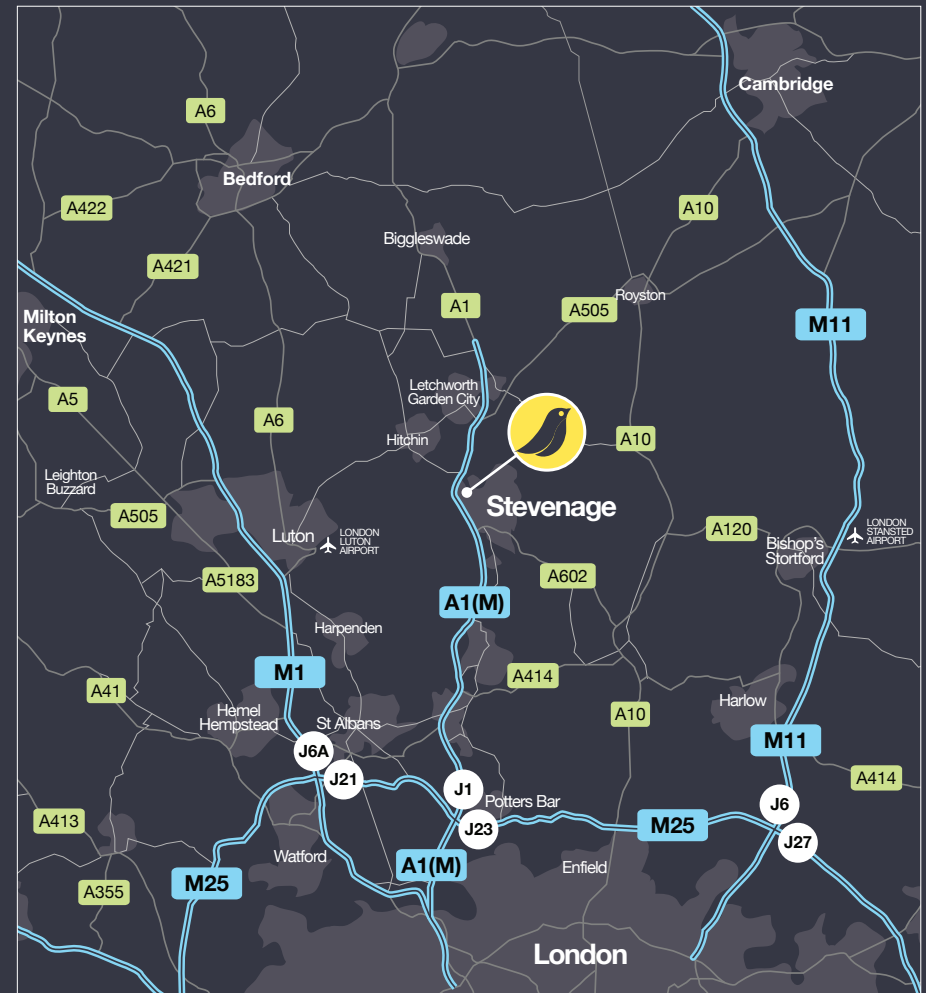 Cambridge
A6
Bedford
A422
A10
Biggleswade
A421
Royston
A1
A505
Milton
Keynes
M11
Letchworth
Garden City
A5
A6
Hitchin
A10
Leighton
Buzzard
Stevenage
A505
Luton
LONDON
LUTON
AIRPORT
A120
LONDON
STANSTED
AIRPORT
Bishop's
Stortford
A5183
A602
A1(M)
Harpenden
M1
A414
A41
Hemel
Hempstead
St Albans
A10
Harlow
M11
J6A
J21
A414
J1
Potters Bar
J6
A413
J23
M25
J27
Watford
A1(M)
Enfield
M25
A355
London